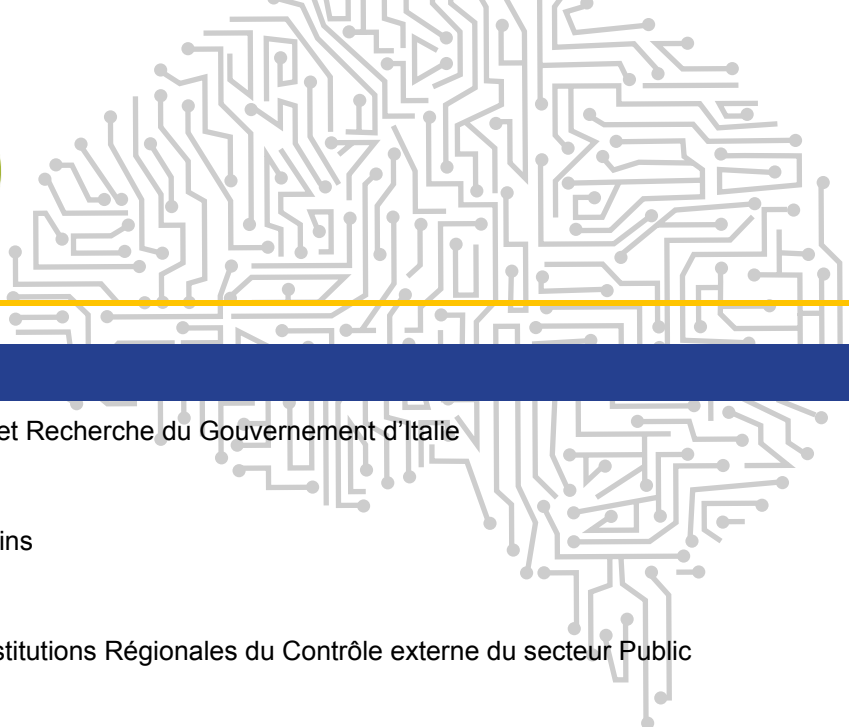 et Recherche du Gouvernement d'Italie
ins
stitutions Régionales du Contrôle externe du secteur Public